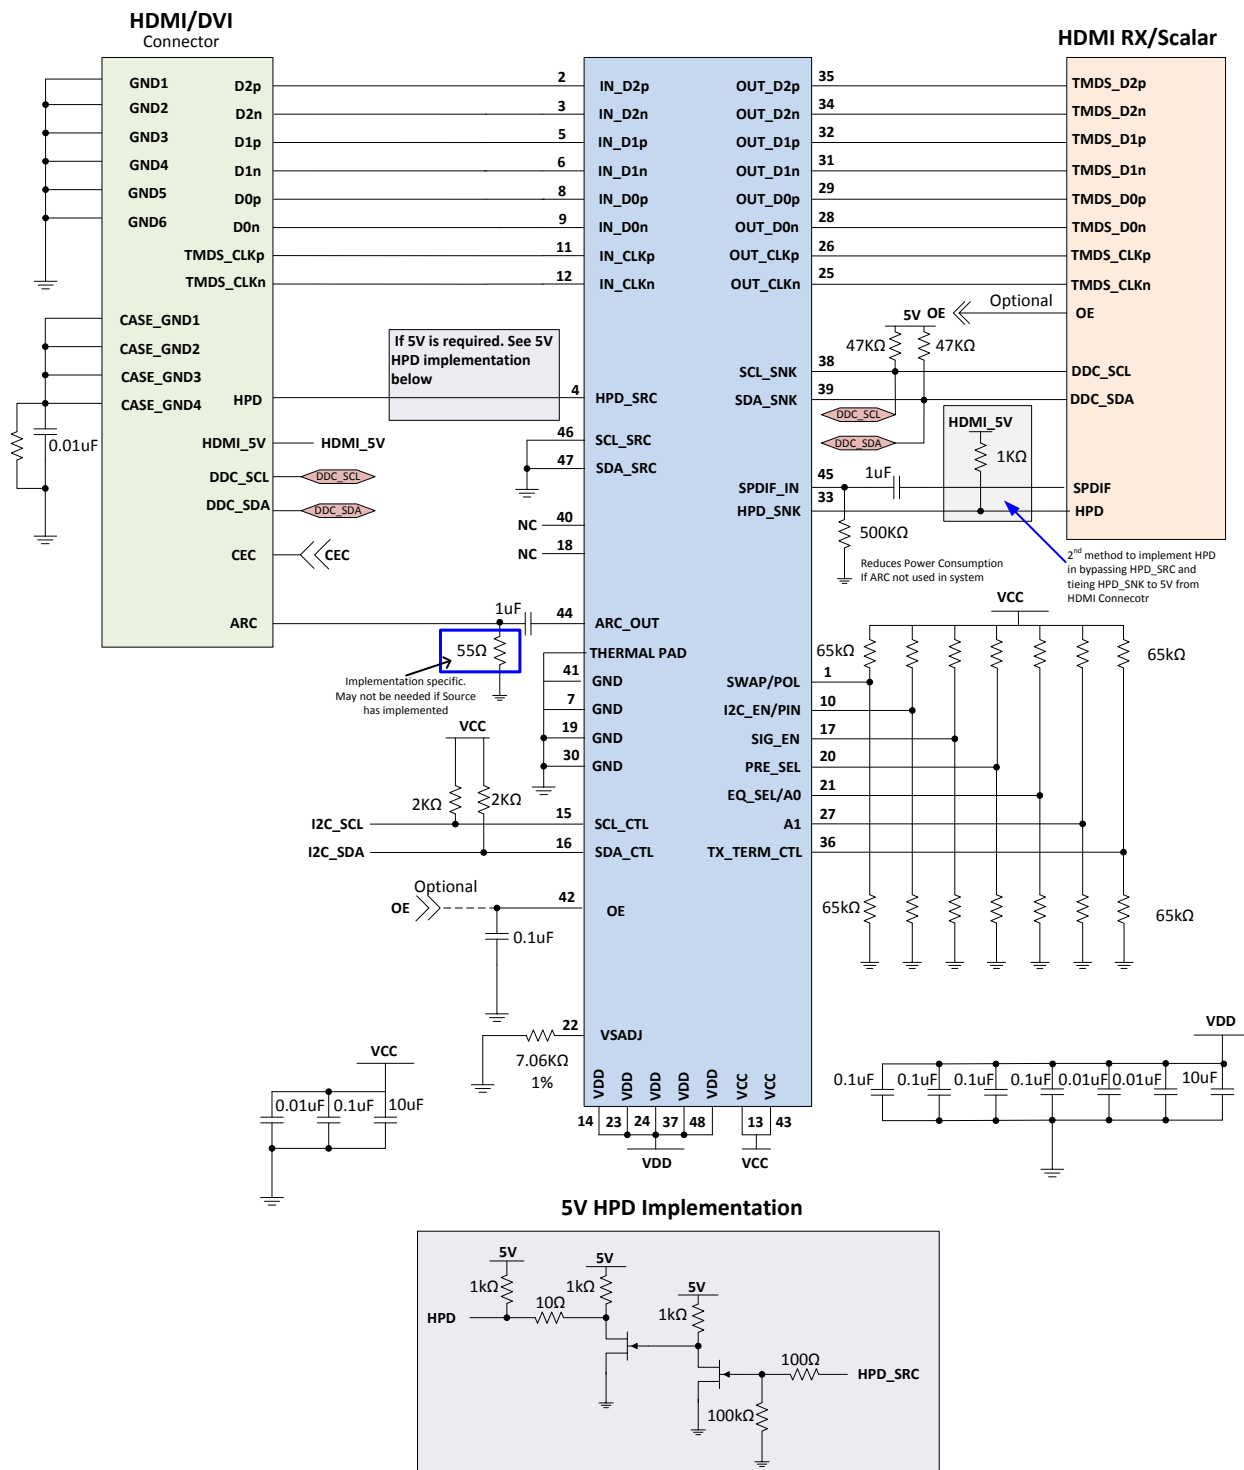 HDMI/DVI
Connector
HDMI RX/Scalar
GND1
GND2
GND3
GND4
GND5
GND6
D2p
D2n
D1p
D1n
D0p
D0n
TMDS_CLKp
TMDS_CLKn
CASE_GND1
CASE_GND2
CASE_GND3
CASE_GND4
0.01uF
HPD
HDMI_5V
HDMI_5V
DDC_SCL
DDC_SCL
DDC_SDA
DDC_SDA
CEC
CEC
ARC
2
3
5
6
8
9
11
12
If 5V is required. See 5V
HPD implementation
below
4
46
47
NC
40
NC
18
1uF
44
55Ω
Implementation specific.
May not be needed if Source
has implemented
41
7
19
30
VCC
2KΩ
2KΩ
I2C_SCL
15
I2C_SDA
16
Optional
OE
42
0.1uF
22
7.06KΩ
1%
IN_D2p
IN_D2n
IN_D1p
IN_D1n
IN_D0p
IN_D0n
IN_CLKp
IN_CLKn
HPD_SRC
SCL_SRC
SDA_SRC
ARC_OUT
THERMAL PAD
GND
GND
GND
GND
SCL_CTL
SDA_CTL
OE
VSADJ
OUT_D2p
OUT_D2n
OUT_D1p
OUT_D1n
OUT_D0p
OUT_D0n
OUT_CLKp
OUT_CLKn
SCL_SNK
SDA_SNK
SPDIF_IN
HPD_SNK
SWAP/POL
I2C_EN/PIN
SIG_EN
PRE_SEL
EQ_SEL/A0
A1
TX_TERM_CTL
VDD
VDD
VDD
VDD
VDD
VCC
VCC
14
23
24
37
48
13
43
VDD
VCC
35
34
32
31
29
28
26
25
38
39
45
33
1
10
17
20
21
27
36
5V
OE
Optional
47KΩ
47KΩ
DDC_SCL
DDC_SDA
HDMI_5V
1KΩ
1uF
500KΩ
Reduces Power Consumption
If ARC not used in system
2nd method to implement HPD
in bypassing HPD_SRC and
tieing HPD_SNK to 5V from
HDMI Connecotr
TMDS_D2p
TMDS_D2n
TMDS_D1p
TMDS_D1n
TMDS_D0p
TMDS_D0n
TMDS_CLKp
TMDS_CLKn
OE
DDC_SCL
DDC_SDA
SPDIF
HPD
VCC
65kΩ
65kΩ
65kΩ
65kΩ
VCC
0.01uF
0.1uF
10uF
VDD
0.1uF
0.1uF
0.1uF
0.1uF
0.01uF
0.01uF
10uF
5V HPD Implementation
5V
5V
5V
1kΩ
1kΩ
1kΩ
HPD
10Ω
100Ω
HPD_SRC
100kΩ